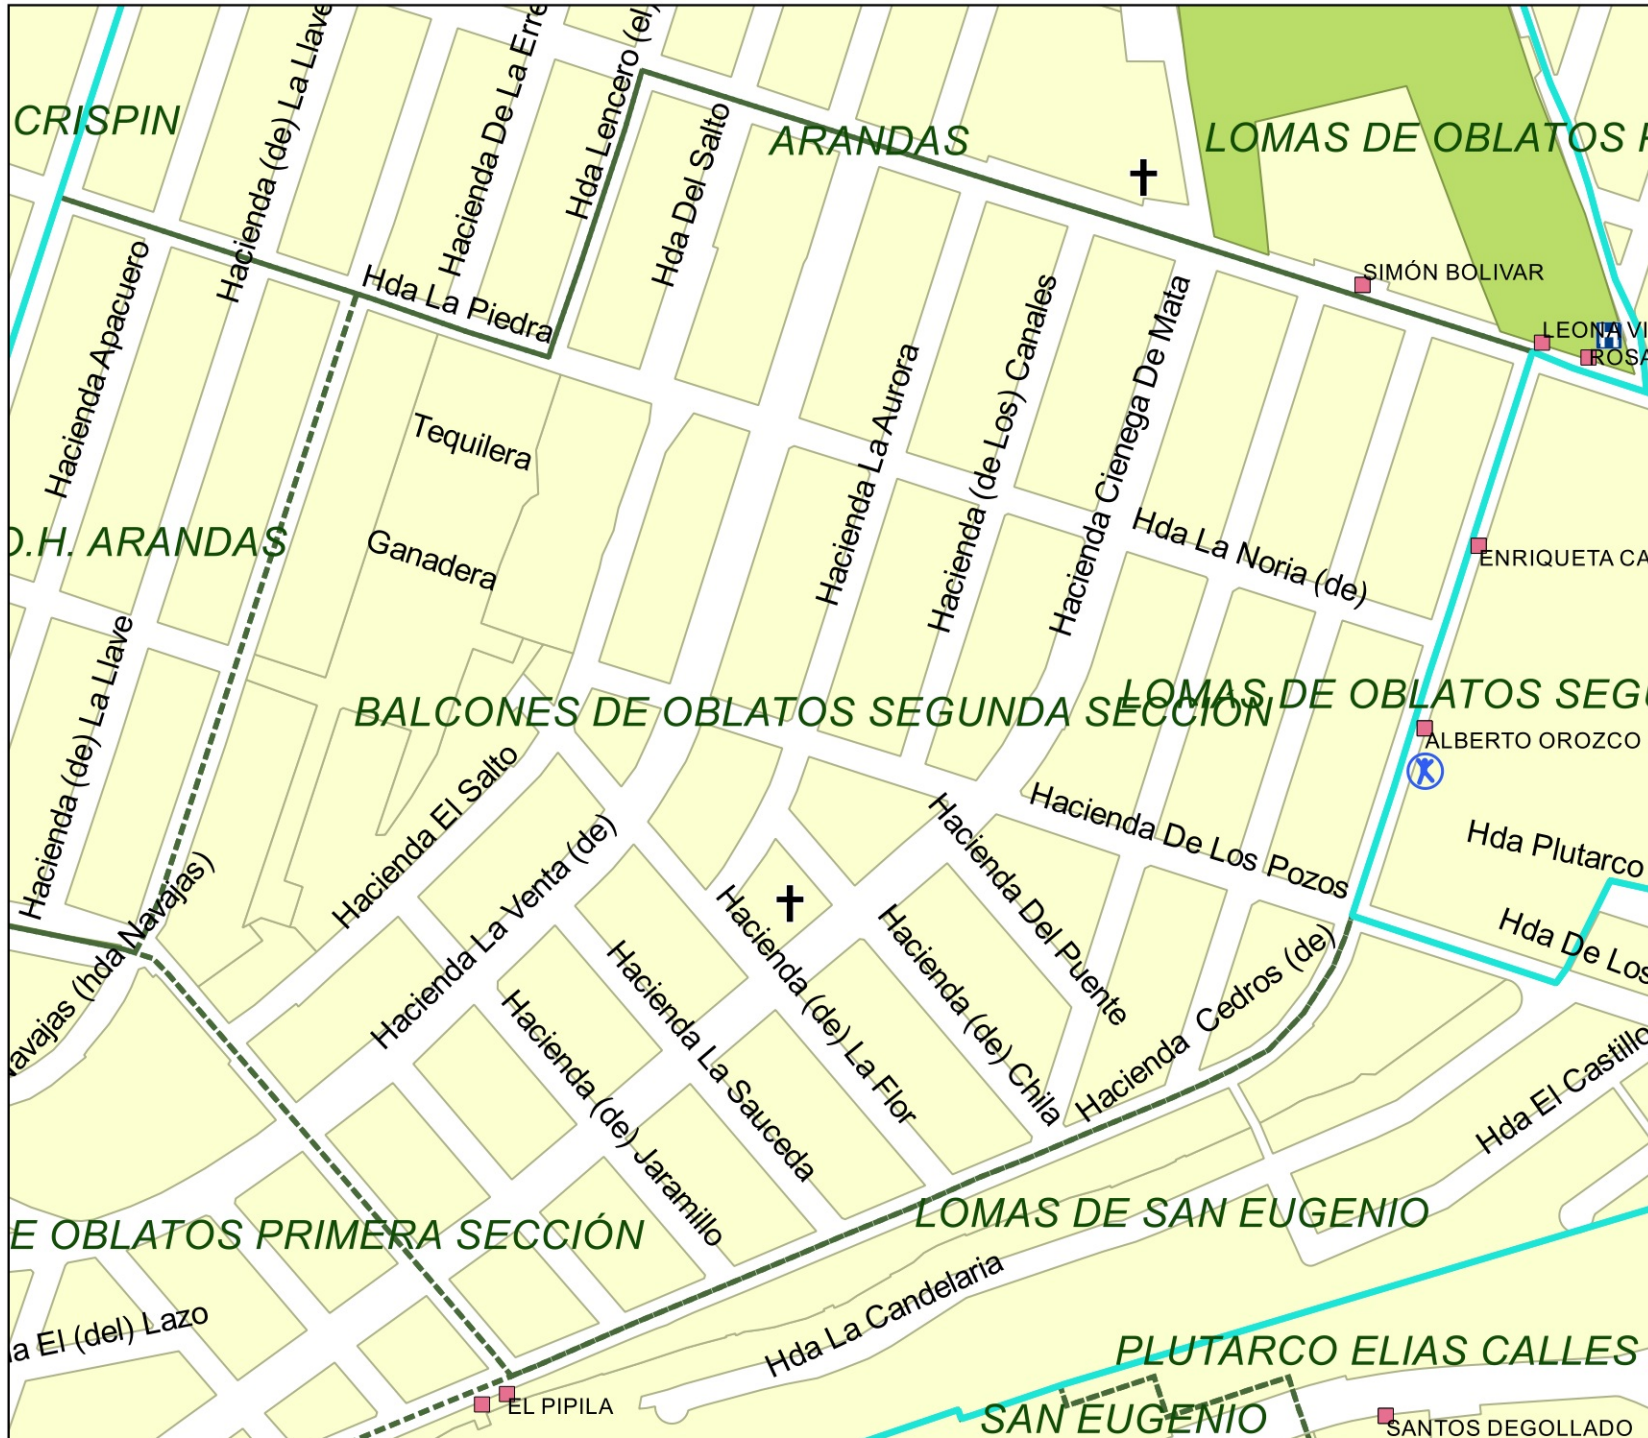 Hacienda (de) La Llave
Hacienda De La Erre
Hda Lencero (el)
CRISPIN
Hda Del Salto
ARANDAS
LOMAS DE OBLATOS
SIMÓN BOLIVAR
Hacienda Apacuero
Hda La Piedra
LEONA VI
ROSA
Hacienda La Aurora
Hacienda (de Los) Canales
Hacienda Cienega De Mata
Tequilera
Ganadera
O.H. ARANDAS
Hda La Noria (de)
ENRIQUETA CA
Hacienda (de) La Llave
BALCONES DE OBLATOS SEGUNDA SECCIÓN
LOMAS DE OBLATOS SEGU
ALBERTO OROZCO
Hacienda El Salto
Hacienda De Los Pozos
Hda Plutarco
Hacienda La Venta (de)
Hacienda Del Puente
Navajas (hda Navajas)
Hacienda (de) La Flor
Hacienda (de) Chila
Hda De Los
Hacienda La Sauceda
Hacienda Cedros (de)
Hacienda (de) Jaramillo
Hda El Castillo
E OBLATOS PRIMERA SECCIÓN
LOMAS DE SAN EUGENIO
Hda La Candelaria
a El (del) Lazo
PLUTARCO ELIAS CALLES
EL PIPILA
SAN EUGENIO
SANTOS DEGOLLADO